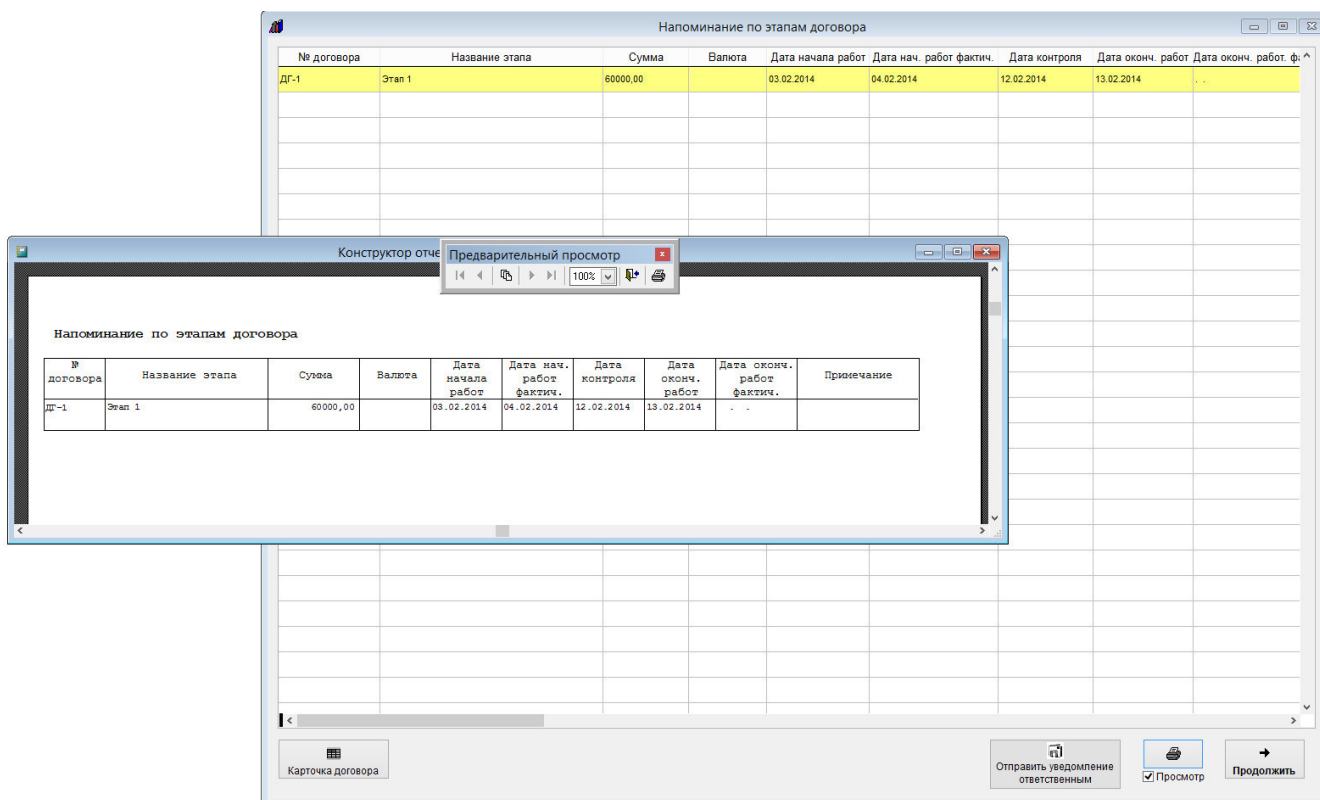 Напоминание по этапам договора
№ договора Название этапа Сумма Валюта Дата начала работ Дата нач. работ фактич. Дата контроля Дата оконч. работ Дата оконч. работ. фа
ДГ-1 Этап 1 60000,00 03.02.2014 04.02.2014 12.02.2014 13.02.2014 . .
Конструктор отче
Предварительный просмотр
100%
Напоминание по этапам договора
№ договора Название этапа Сумма Валюта Дата начала работ Дата нач. работ фактич. Дата контроля Дата оконч. работ Дата оконч. работ фактич. Примечание
ДГ-1 Этап 1 60000,00 03.02.2014 04.02.2014 12.02.2014 13.02.2014 . .
Карточка договора
Отправить уведомление
ответственным
Просмотр
Продолжить